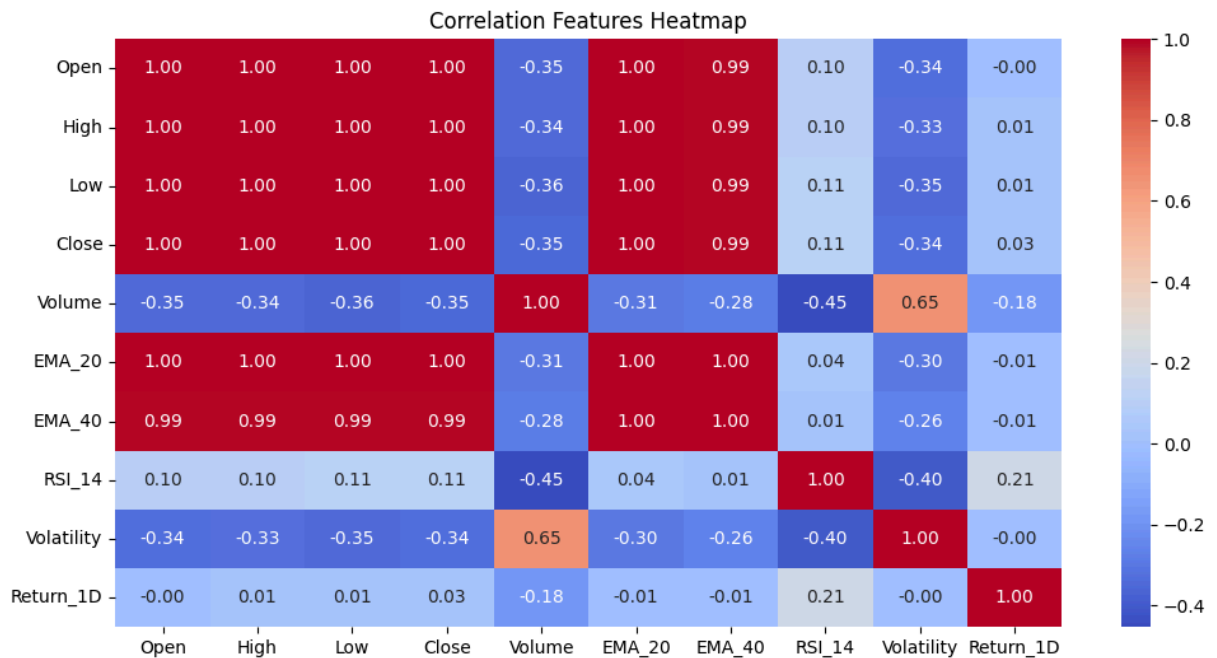 Correlation Features Heatmap
Open 1.00 1.00 1.00 1.00 -0.35 1.00 0.99 0.10 -0.34 -0.00
High 1.00 1.00 1.00 1.00 -0.34 1.00 0.99 0.10 -0.33 0.01
Low 1.00 1.00 1.00 1.00 -0.36 1.00 0.99 0.11 -0.35 0.01
Close 1.00 1.00 1.00 1.00 -0.35 1.00 0.99 0.11 -0.34 0.03
Volume -0.35 -0.34 -0.36 -0.35 1.00 -0.31 -0.28 -0.45 0.65 -0.18
EMA_20 1.00 1.00 1.00 1.00 -0.31 1.00 1.00 0.04 -0.30 -0.01
EMA_40 0.99 0.99 0.99 0.99 -0.28 1.00 1.00 0.01 -0.26 -0.01
RSI_14 0.10 0.10 0.11 0.11 -0.45 0.04 0.01 1.00 -0.40 0.21
Volatility -0.34 -0.33 -0.35 -0.34 0.65 -0.30 -0.26 -0.40 1.00 -0.00
Return_1D -0.00 0.01 0.01 0.03 -0.18 -0.01 -0.01 0.21 -0.00 1.00
Open High Low Close Volume EMA_20 EMA_40 RSI_14 Volatility Return_1D
1.0
0.8
0.6
0.4
0.2
0.0
−0.2
−0.4